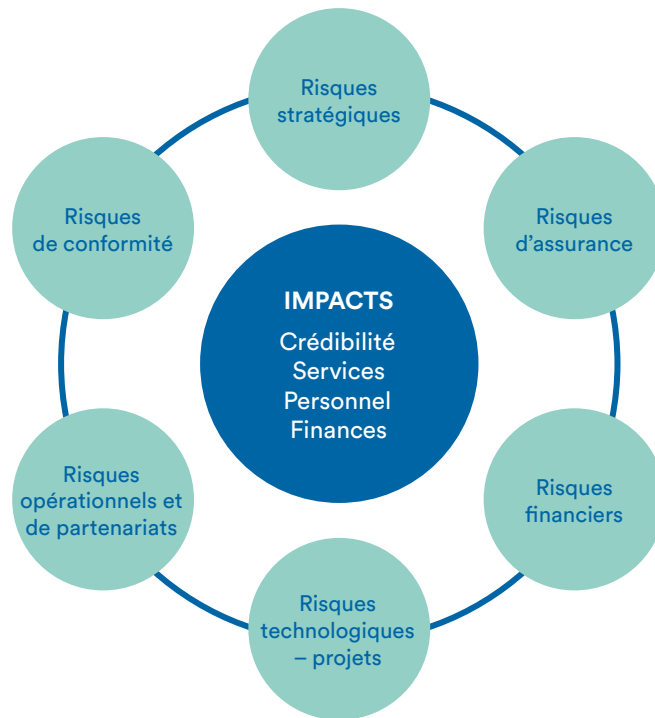 Risques
stratégiques
Risques
de conformité
Risques
d’assurance
IMPACTS
Crédibilité
Services
Personnel
Finances
Risques
opérationnels et
de partenariats
Risques
financiers
Risques
technologiques
– projets